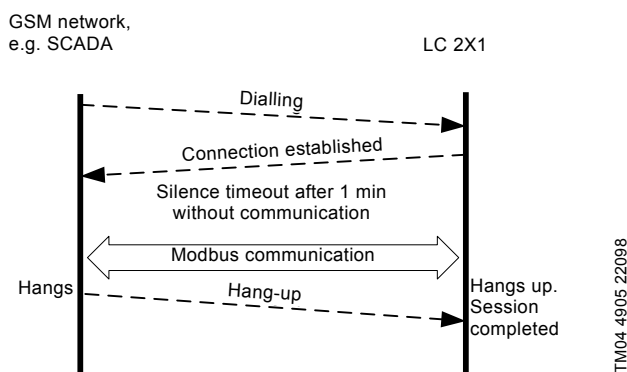 GSM network,
e.g. SCADA
LC 2X1
Dialling
Connection established
Silence timeout after 1 min
without communication
Modbus communication
Hangs
Hang-up
Hangs up.
Session
completed
TM04 4905 22098